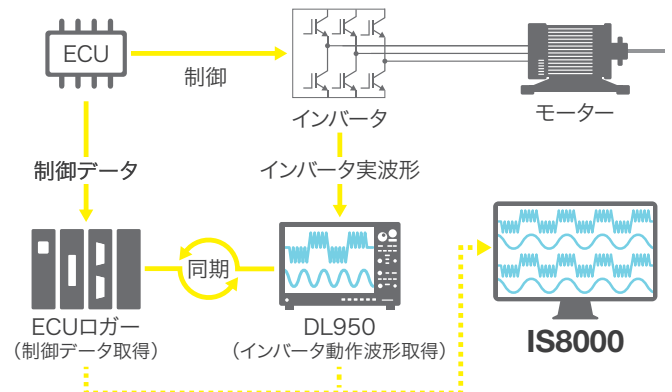 ECU
制御
インバータ
モーター
制御データ
インバータ実波形
同期
ECUロガー
（制御データ取得）
DL950
（インバータ動作波形取得）
IS8000